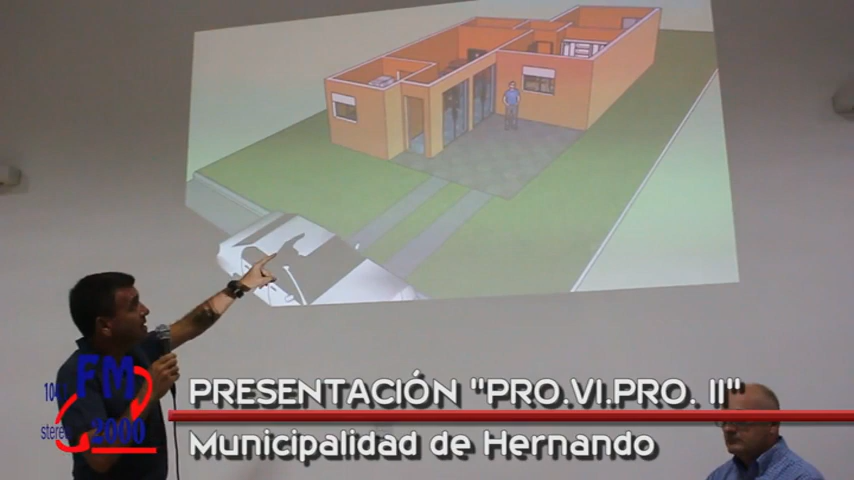 PRESENTACIÓN "PRO.VI.PRO. II"
Municipalidad de Hernando
FM
stereo
2000